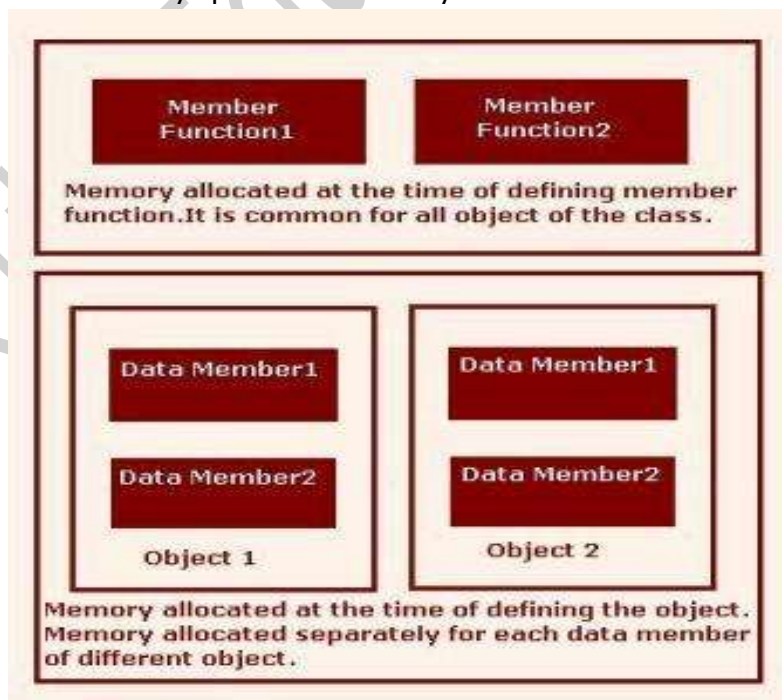 Member Member
Function1 Function2
Memory allocated at the time of defining member
function.It is common for all object of the class.
Data Member1 Data Member1
Data Member2 Data Member2
Object 1 Object 2
Memory allocated at the time of defining the object.
Memory allocated separately for each data member
of different object.